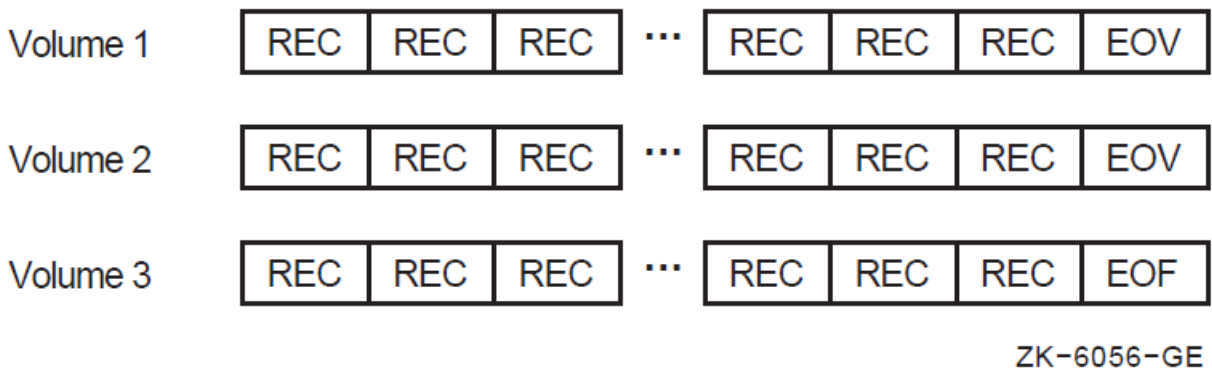 Volume 1 REC REC REC ... REC REC REC EOV
Volume 2 REC REC REC ... REC REC REC EOV
Volume 3 REC REC REC ... REC REC REC EOF
ZK-6056-GE